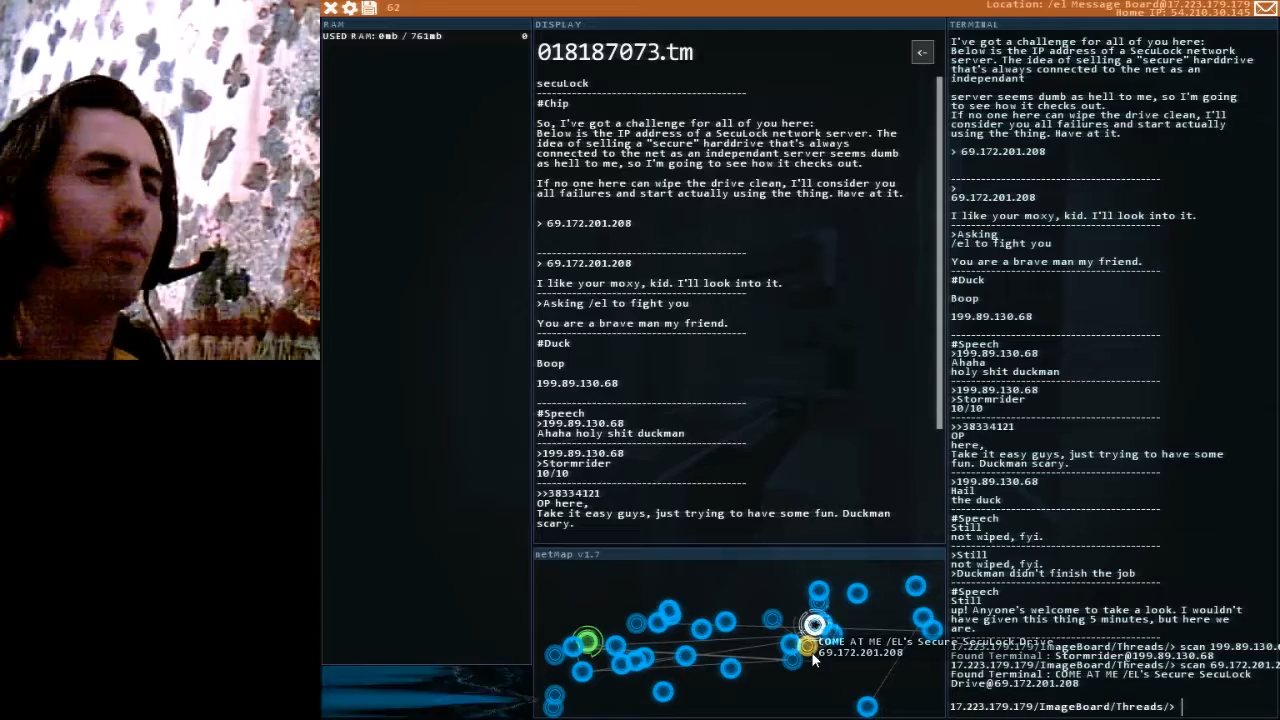 62
Location: /el Message Board@17.223.179.179
Home IP: 54.210.30.145
RAM
USED RAM: 0mb / 761mb
0
DISPLAY
018187073.tm
<-
secuLock
#Chip
So, I've got a challenge for all of you here:
Below is the IP address of a SecuLock network server. The
idea of selling a "secure" harddrive that's always
connected to the net as an independant server seems dumb
as hell to me, so I'm going to see how it checks out.
If no one here can wipe the drive clean, I'll consider you
all failures and start actually using the thing. Have at it.
> 69.172.201.208
------------------------------------------
> 69.172.201.208
I like your moxy, kid. I'll look into it.
------------------------------------------
>Asking /el to fight you
You are a brave man my friend.
------------------------------------------
#Duck
Boop
199.89.130.68
------------------------------------------
#Speech
>199.89.130.68
Ahaha holy shit duckman
------------------------------------------
>199.89.130.68
>Stormrider
10/10
------------------------------------------
>>38334121
OP here,
Take it easy guys, just trying to have some fun. Duckman
scary.
netMap v1.7
COME AT ME /EL's Secure SecuLock Drive
69.172.201.208
TERMINAL
I've got a challenge for all of you here:
Below is the IP address of a SecuLock network
server. The idea of selling a "secure" harddrive
that's always connected to the net as an
independant
server seems dumb as hell to me, so I'm going
to see how it checks out.
If no one here can wipe the drive clean, I'll
consider you all failures and start actually
using the thing. Have at it.
> 69.172.201.208
------------------------------------------
>
69.172.201.208
I like your moxy, kid. I'll look into it.
------------------------------------------
>Asking
/el to fight you
You are a brave man my friend.
------------------------------------------
#Duck
Boop
199.89.130.68
------------------------------------------
#Speech
>199.89.130.68
Ahaha
holy shit duckman
------------------------------------------
>199.89.130.68
>Stormrider
10/10
------------------------------------------
>>38334121
OP
here,
Take it easy guys, just trying to have some
fun. Duckman scary.
------------------------------------------
>199.89.130.68
Hail
the duck
------------------------------------------
#Speech
Still
not wiped, fyi.
------------------------------------------
>Still
not wiped, fyi.
>Duckman didn't finish the job
------------------------------------------
#Speech
Still
up! Anyone's welcome to take a look. I wouldn't
have given this thing 5 minutes, but here we
are.
17.223.179.179/ImageBoard/Threads/> scan 199.89.130.6
Found Terminal : Stormrider@199.89.130.68
17.223.179.179/ImageBoard/Threads/> scan 69.172.201.2
Found Terminal : COME AT ME /EL's Secure SecuLock
Drive@69.172.201.208
17.223.179.179/ImageBoard/Threads/>